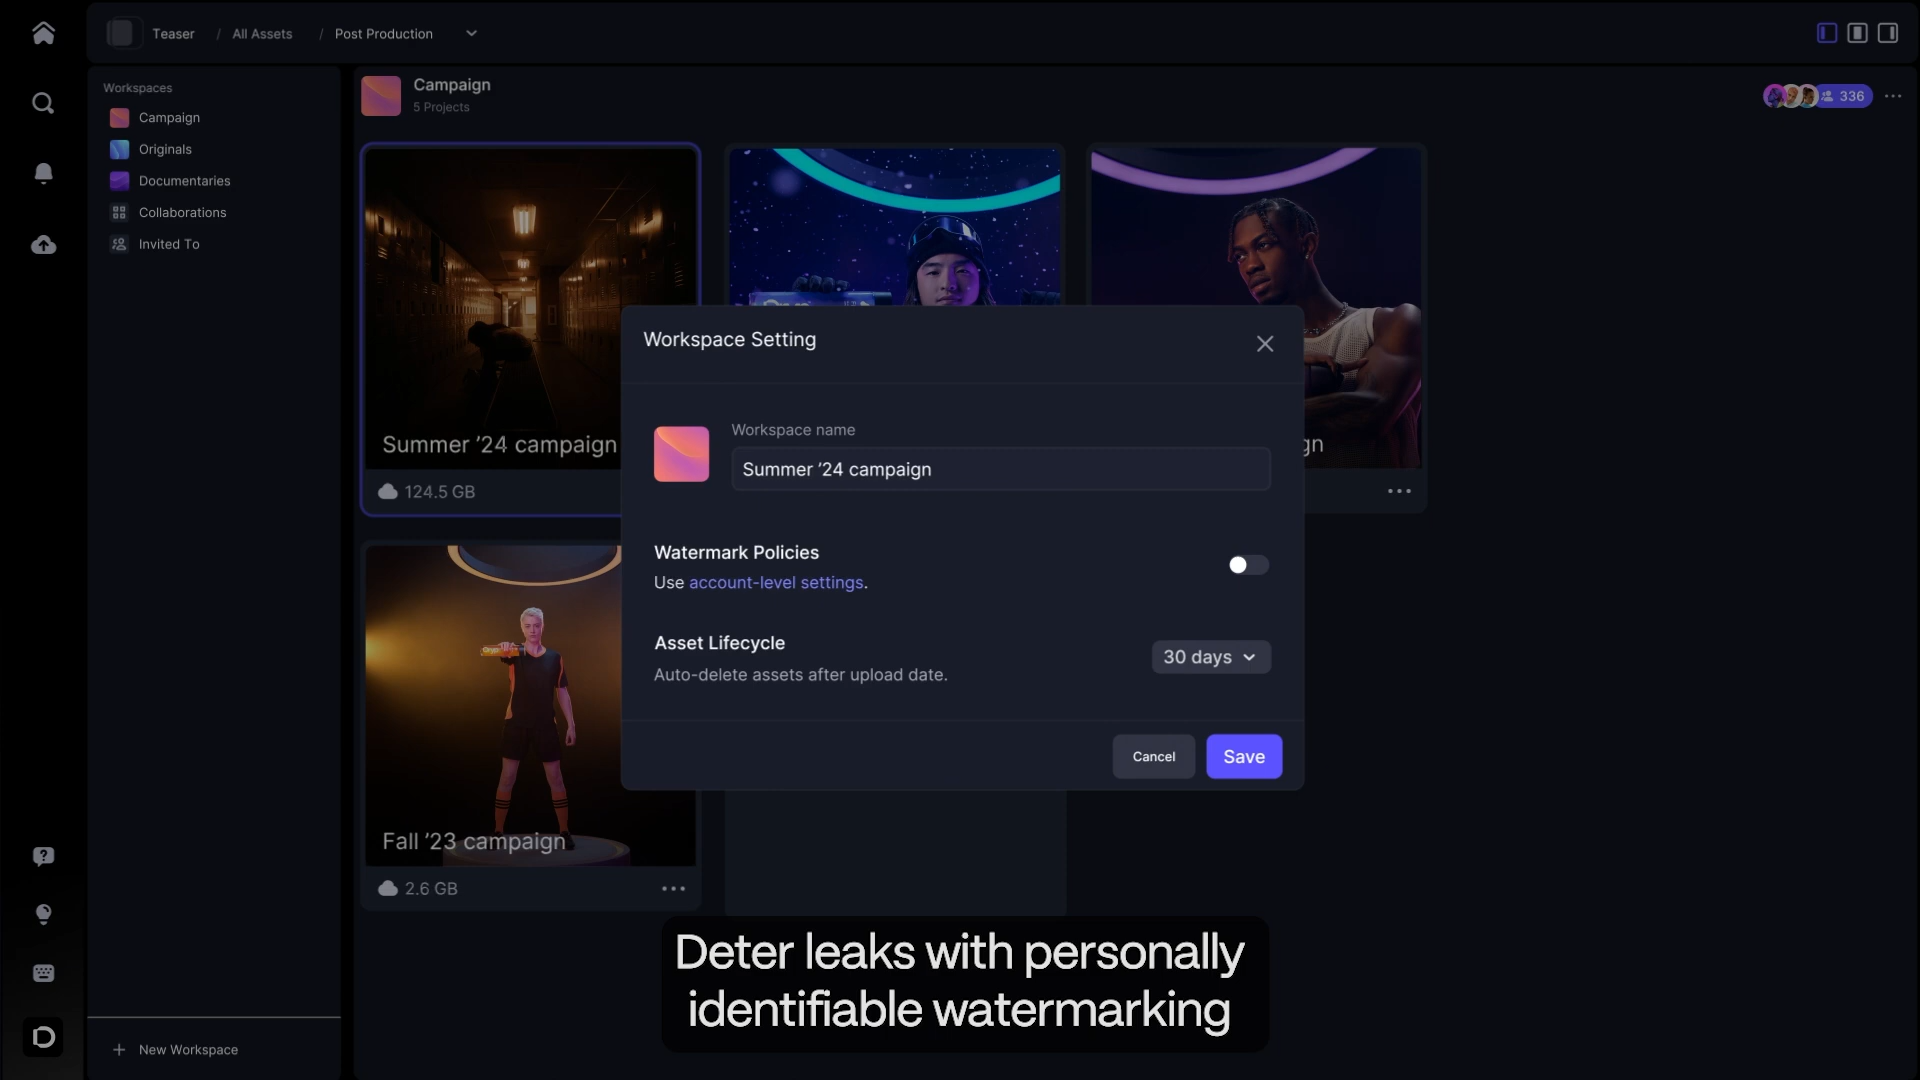 Teaser / All Assets / Post Production
Workspaces
Campaign
Originals
Documentaries
Collaborations
Invited To
New Workspace
Campaign
5 Projects
336
Summer ’24 campaign
124.5 GB
gn
Fall ’23 campaign
2.6 GB
Workspace Setting
Workspace name
Summer ’24 campaign
Watermark Policies
Use account-level settings.
Asset Lifecycle
30 days
Auto-delete assets after upload date.
Cancel
Save
Deter leaks with personally
identifiable watermarking